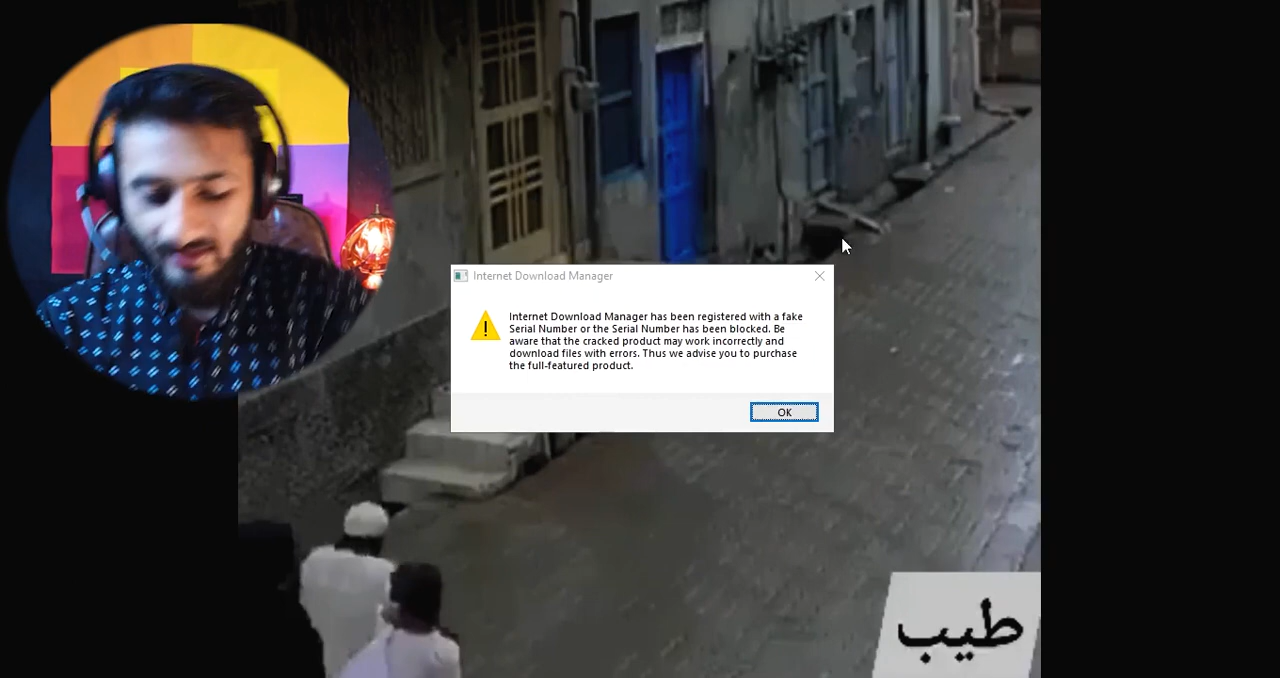 Internet Download Manager
Internet Download Manager has been registered with a fake
Serial Number or the Serial Number has been blocked. Be
aware that the cracked product may work incorrectly and
download files with errors. Thus we advise you to purchase
the full-featured product.
OK
طیب